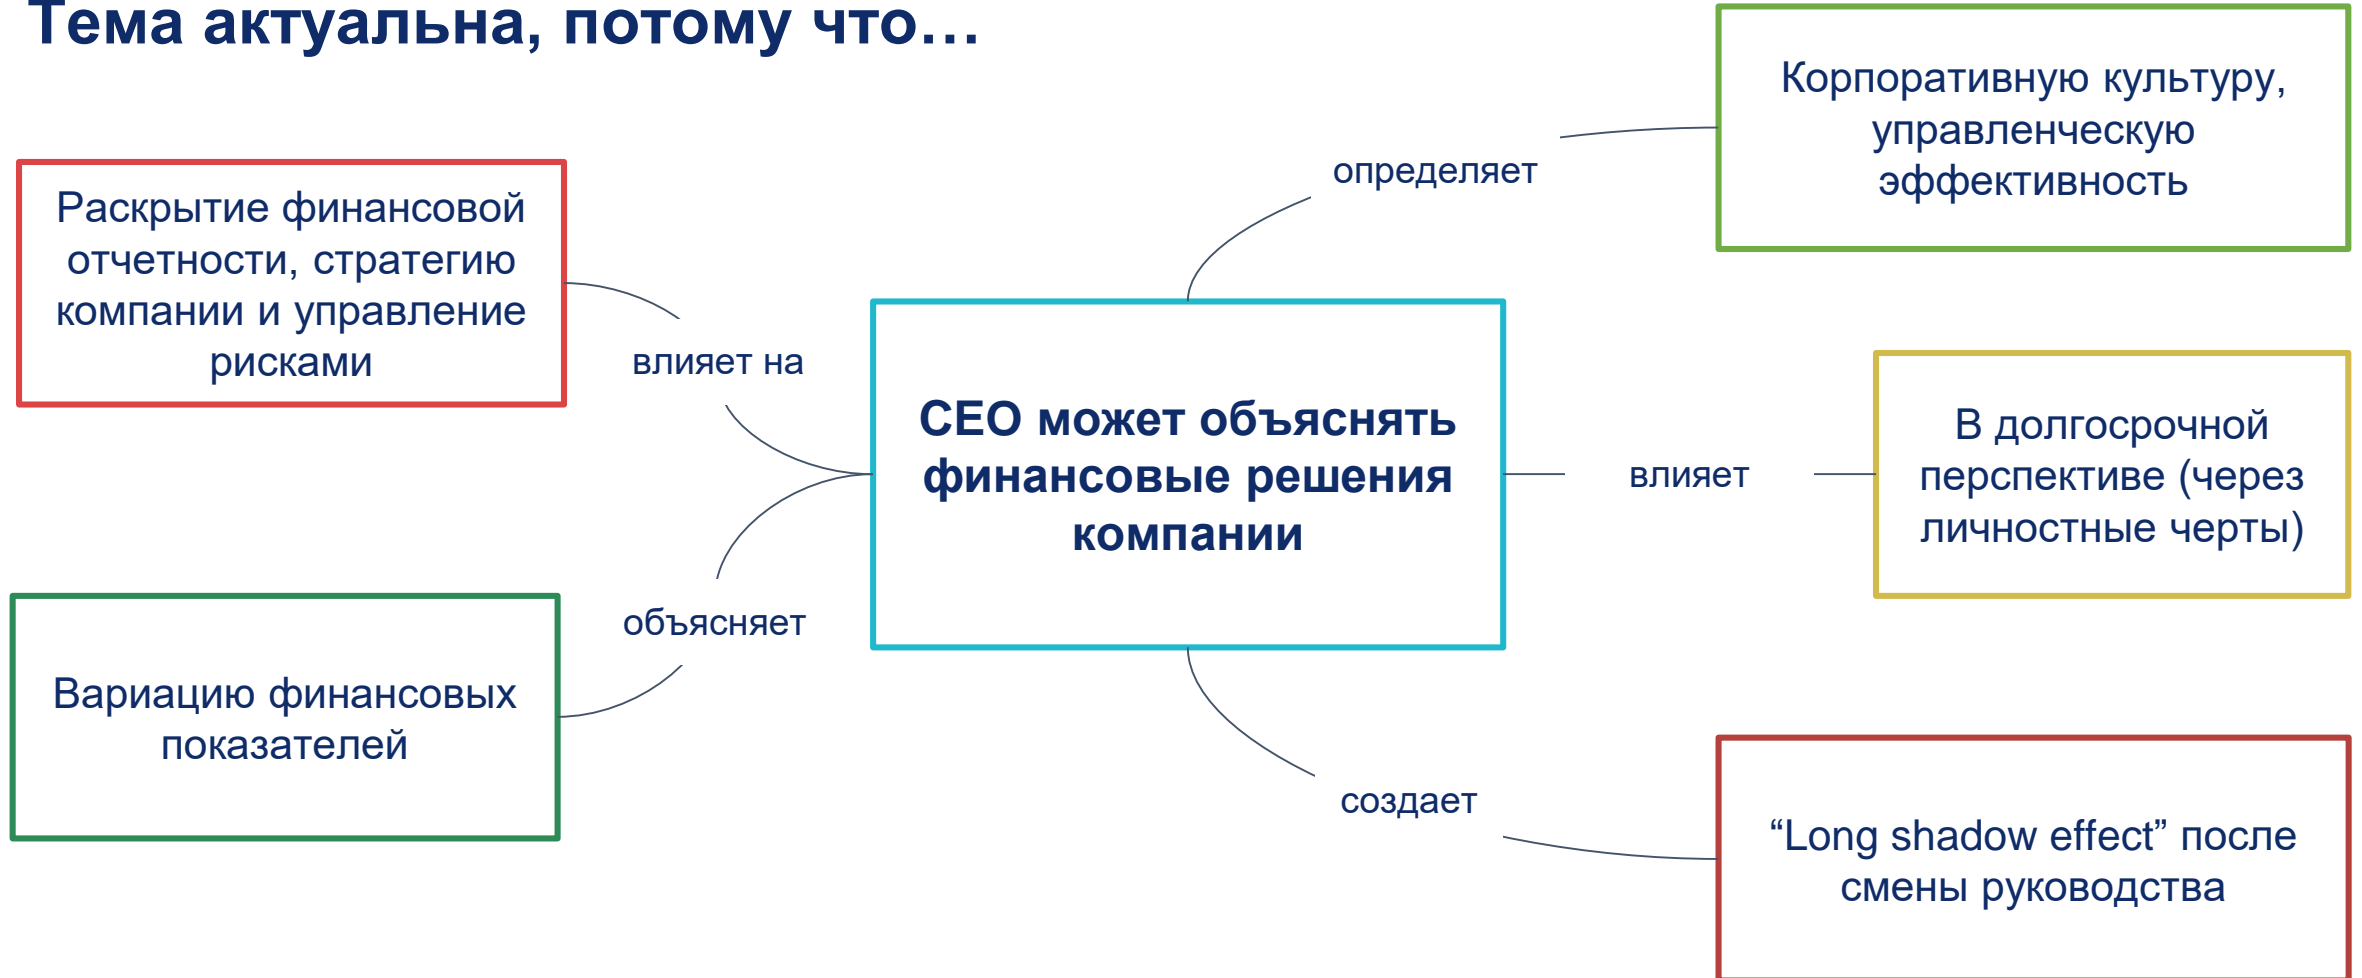 Тема актуальна, потому что…
Корпоративную культуру,
управленческую
эффективность
определяет
Раскрытие финансовой
отчетности, стратегию
компании и управление
рисками
влияет на
CEO может объяснять
финансовые решения
компании
влияет
В долгосрочной
перспективе (через
личностные черты)
объясняет
Вариацию финансовых
показателей
создает
“Long shadow effect” после
смены руководства